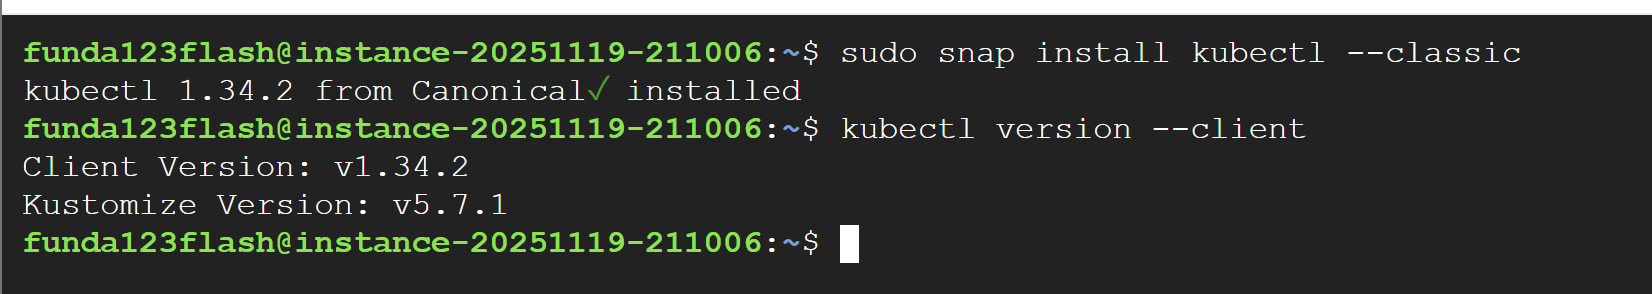 funda123flash@instance-20251119-211006:~$ sudo snap install kubectl --classic
kubectl 1.34.2 from Canonical✓ installed
funda123flash@instance-20251119-211006:~$ kubectl version --client
Client Version: v1.34.2
Kustomize Version: v5.7.1
funda123flash@instance-20251119-211006:~$